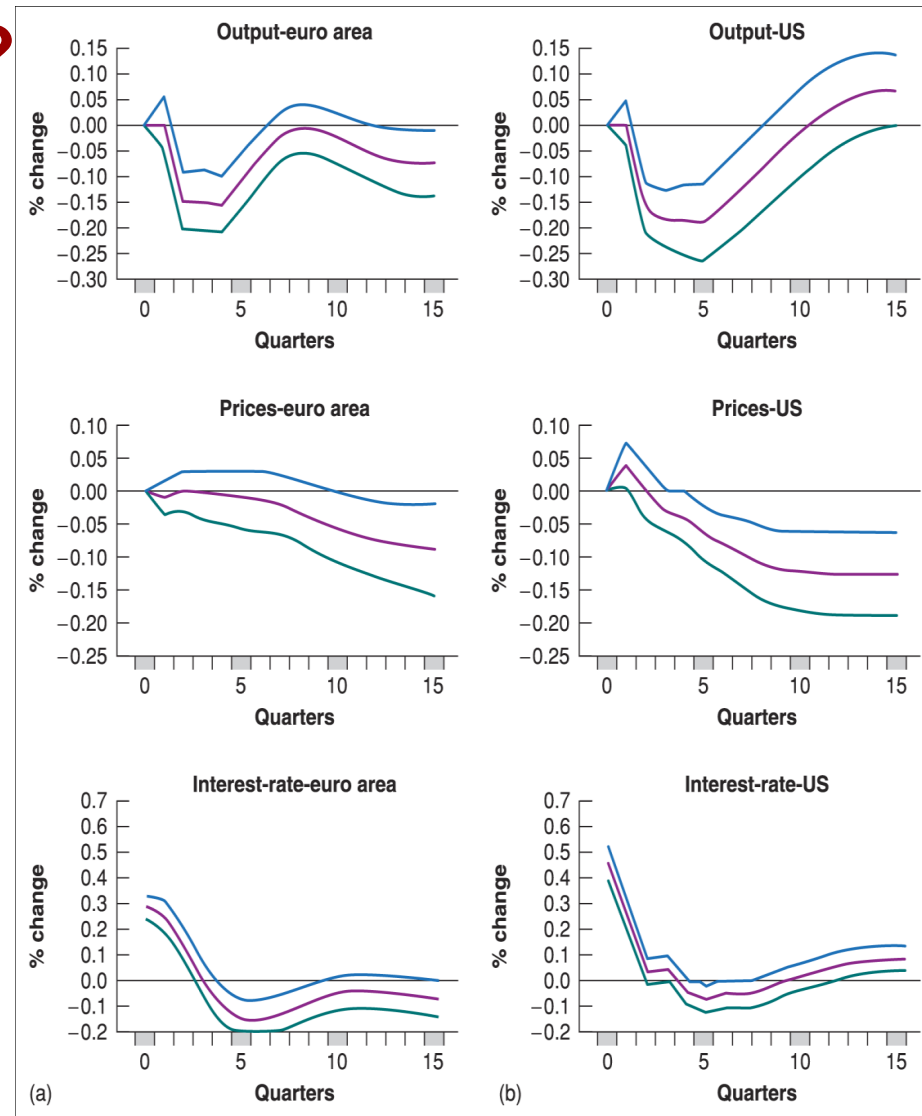 Output-euro area
% change
0.15
0.10
0.05
0.00
−0.05
−0.10
−0.15
−0.20
−0.25
−0.30
0 5 10 15
Quarters
Output-US
% change
0.15
0.10
0.05
0.00
−0.05
−0.10
−0.15
−0.20
−0.25
−0.30
0 5 10 15
Quarters
Prices-euro area
% change
0.10
0.05
0.00
−0.05
−0.10
−0.15
−0.20
−0.25
0 5 10 15
Quarters
Prices-US
% change
0.10
0.05
0.00
−0.05
−0.10
−0.15
−0.20
−0.25
0 5 10 15
Quarters
Interest-rate-euro area
% change
0.7
0.6
0.5
0.4
0.3
0.2
0.1
0.0
−0.1
−0.2
0 5 10 15
(a) Quarters
Interest-rate-US
% change
0.7
0.6
0.5
0.4
0.3
0.2
0.1
0.0
−0.1
−0.2
0 5 10 15
(b) Quarters